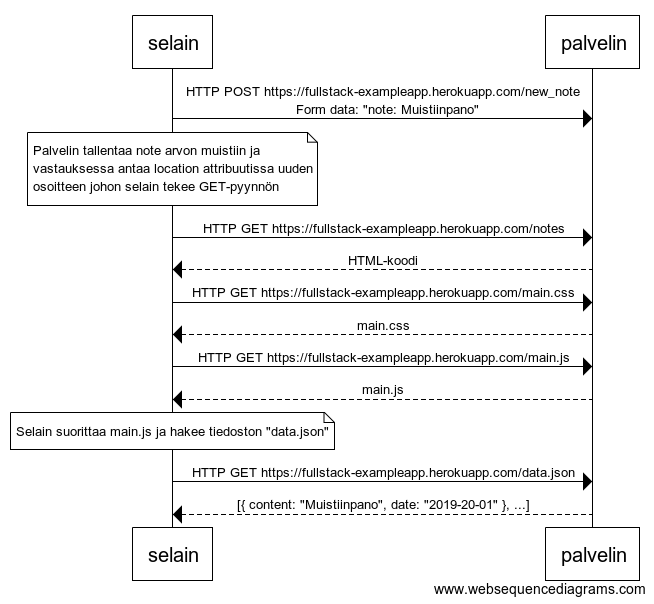 selain
palvelin
HTTP POST https://fullstack-exampleapp.herokuapp.com/new_note
Form data: "note: Muistiinpano"
Palvelin tallentaa note arvon muistiin ja
vastauksessa antaa location attribuutissa uuden
osoitteen johon selain tekee GET-pyynnön
HTTP GET https://fullstack-exampleapp.herokuapp.com/notes
HTML-koodi
HTTP GET https://fullstack-exampleapp.herokuapp.com/main.css
main.css
HTTP GET https://fullstack-exampleapp.herokuapp.com/main.js
main.js
Selain suorittaa main.js ja hakee tiedoston "data.json"
HTTP GET https://fullstack-exampleapp.herokuapp.com/data.json
[{ content: "Muistiinpano", date: "2019-20-01" }, ...]
selain
palvelin
www.websequencediagrams.com